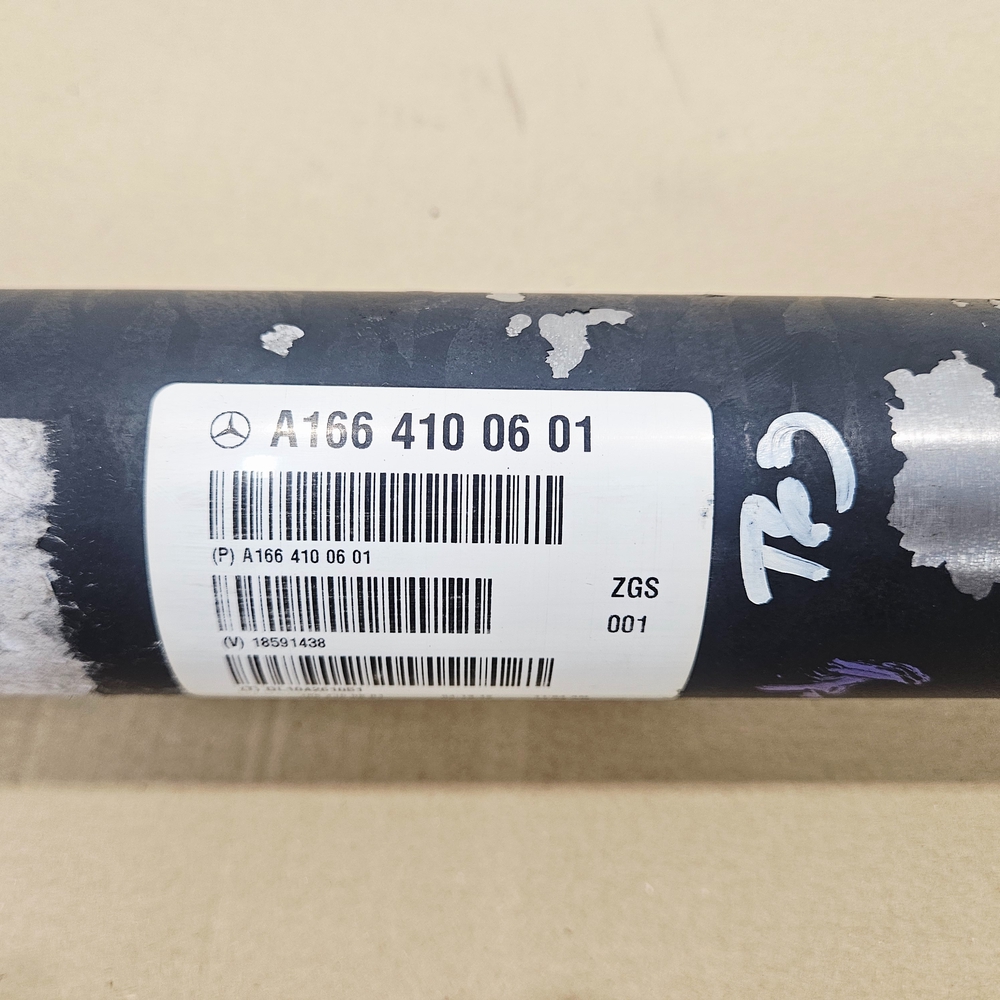 A166 410 06 01
(P) A166 410 06 01
ZGS
001
(V) 18591438